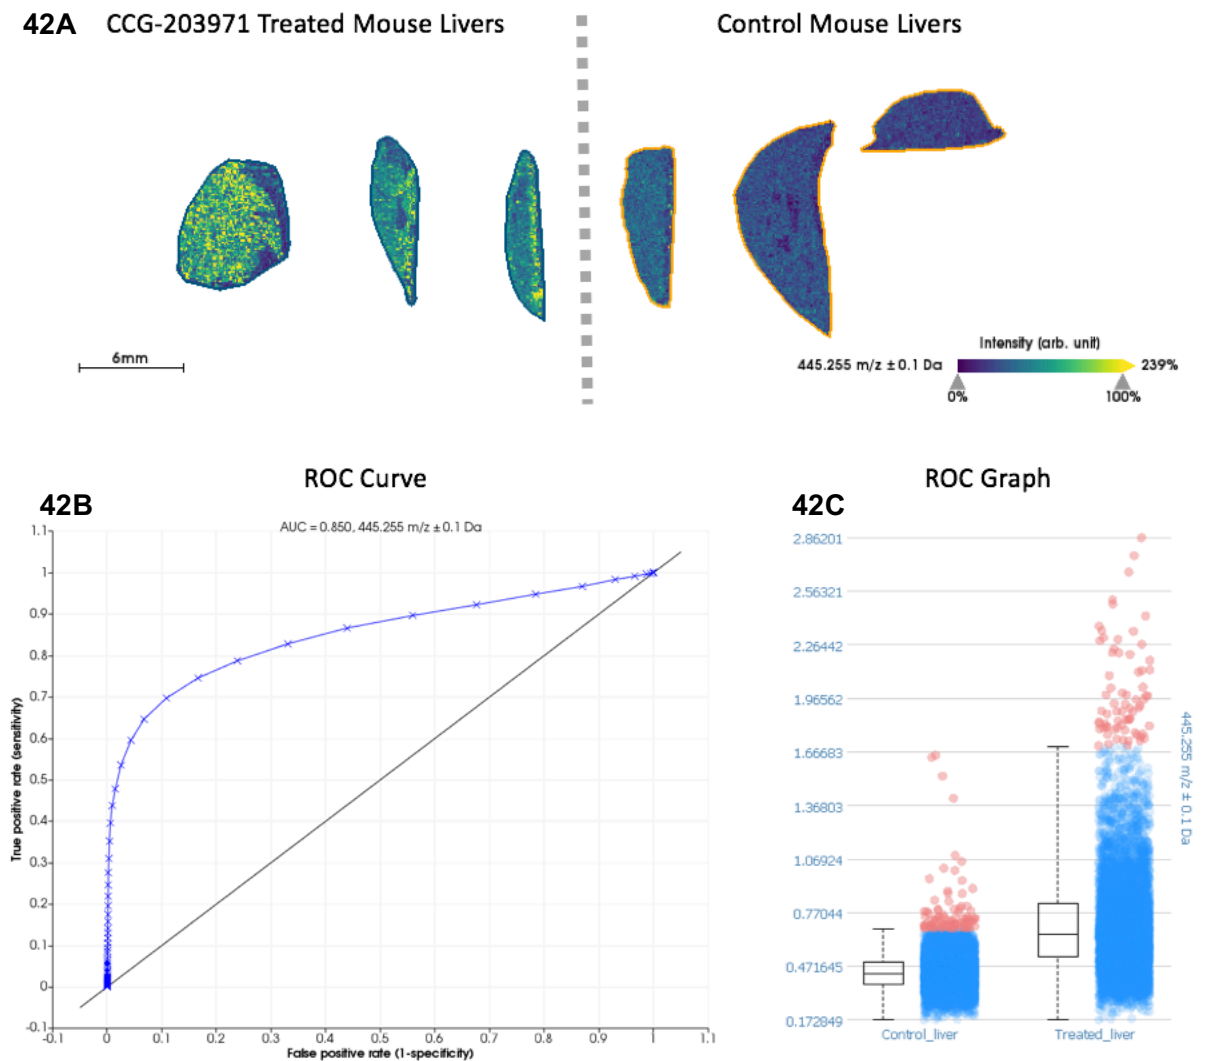 42A CCG-203971 Treated Mouse Livers Control Mouse Livers
6mm
Intensity (arb. unit)
445.255 m/z ± 0.1 Da 239%
0% 100%
ROC Curve
42B
AUC = 0.850, 445.255 m/z ± 0.1 Da
True positive rate (sensitivity)
1.1
1
0.9
0.8
0.7
0.6
0.5
0.4
0.3
0.2
0.1
0
-0.1
-0.1 0 0.1 0.2 0.3 0.4 0.5 0.6 0.7 0.8 0.9 1 1.1
False positive rate (1-specificity)
ROC Graph
42C
2.86201
2.56321
2.26442
1.96562
1.66683
1.36803
1.06924
0.77044
0.471645
0.172849
445.255 m/z ± 0.1 Da
Control_liver Treated_liver